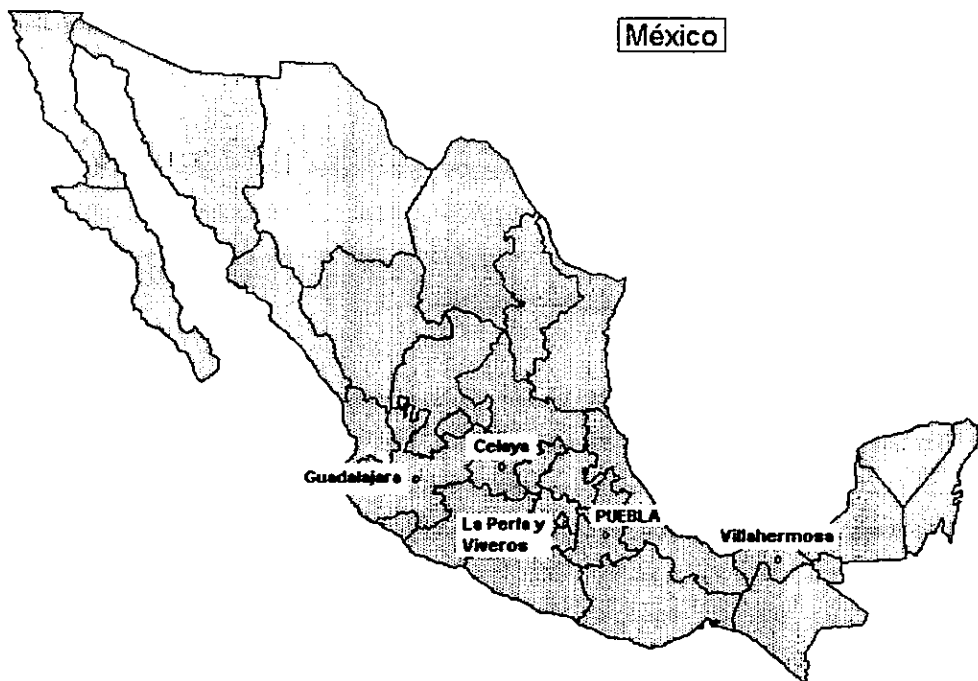 México
Celaya
Guadalajara
La Perla y
Viveros
PUEBLA
Villahermosa